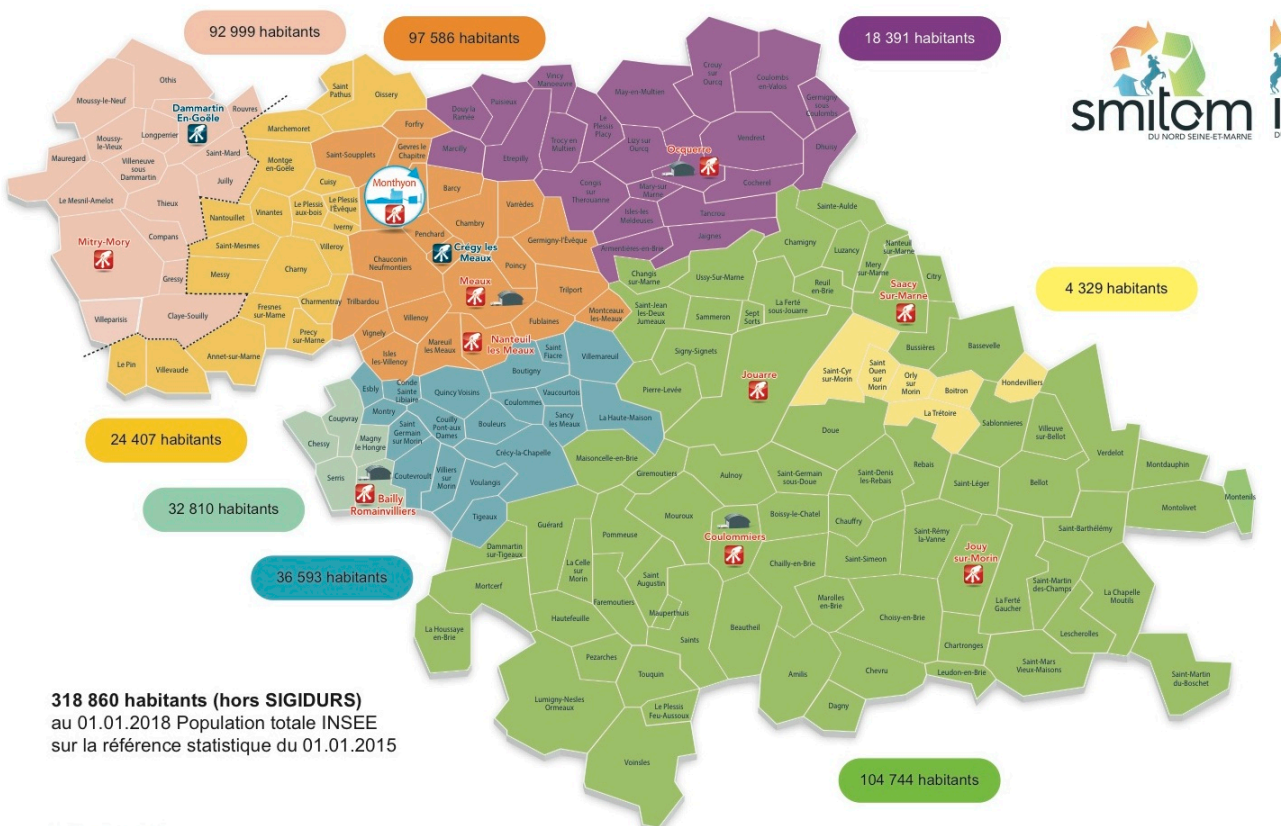 92 999 habitants
97 586 habitants
18 391 habitants
smitom
DU NORD SEINE-ET-MARNE
Othis
Moussy-le-Neuf
Dammartin
En-Goële
Rouvres
Longperrier
Moussy-
le-Vieux
Mauregard
Villeneuve
sous
Dammartin
Saint-Mard
Juilly
Le Mesnil-Amelot
Thieux
Compans
Mitry-Mory
Gressy
Villeparisis
Claye-Souilly
Saint
Pathus
Oissery
Marchemoret
Montge
en-Goële
Cuisy
Le Plessis
aux-bois
Le Plessis
l'Évêque
Iverny
Nantouillet
Vinantes
Saint-Mesmes
Villeroy
Messy
Charny
Fresnes
sur-Marne
Charmentray
Precy
sur-Marne
Annet-sur-Marne
Le Pin
Villevaude
Forfry
Gevres le
Chapitre
Saint-Soupplets
Monthyon
Barcy
Varrèdes
Chambry
Penchard
Crégy les
Meaux
Germigny-l'Évêque
Chauconin
Neufmontiers
Poincy
Meaux
Trilport
Trilbardou
Villenoy
Montceaux
les-Meaux
Fublaines
Vignely
Mareuil
les Meaux
Nanteuil
les Meaux
Isles
les-Villenoy
Vincy
Manoeuvre
Douy la
Ramée
Puisieux
May-en-Multien
Crouy
sur
Ourcq
Coulombs
en-Valois
Germigny
sous
Coulombs
Le
Plessis
Placy
Marcilly
Etrepilly
Trocy en
Multien
Lizy sur
Ourcq
Vendrest
Dhuisy
Ocquerre
Congis
sur
Therouanne
Mary-sur
Marne
Cocherel
Isles-les
Meldeuses
Tancrou
Jaignes
Armentières-en-Brie
Sainte-Aulde
Chamigny
Luzancy
Nanteuil
sur-Marne
Mery
sur-Marne
Citry
Changis
sur-Marne
Ussy-Sur-Marne
Reuil
en-Brie
Saacy
Sur-Marne
4 329 habitants
Saint-Jean
les-Deux
Jumeaux
Sammeron
Sept
Sorts
La Ferté
sous-Jouarre
Signy-Signets
Bussières
Bassevelle
Saint-Cyr
sur-Morin
Saint
Ouen
sur
Morin
Orly
sur
Morin
Boitron
Hondevilliers
La Trétoire
Pierre-Levée
Jouarre
Doue
Sablonnieres
Villeuve
sur-Bellot
Verdelot
Montdauphin
Montenils
Montolivet
Saint
Fiacre
Villemareuil
Boutigny
Esbly
Conde
Sainte
Libiaire
Quincy Voisins
Coulommes
Vaucourtois
Montry
Saint
Germain
sur Morin
Couilly
Pont-aux
Dames
Bouleurs
Sancy
les Meaux
La Haute-Maison
Crécy-la-Chapelle
Coutevroult
Villiers
sur
Morin
Voulangis
Tigeaux
Coupvray
Chessy
Magny
le Hongre
Serris
Bailly
Romainvilliers
24 407 habitants
32 810 habitants
36 593 habitants
Maisoncelle-en-Brie
Giremoutiers
Aulnoy
Saint-Germain
sous-Doue
Saint-Denis
les-Rebais
Rebais
Saint-Léger
Bellot
Saint-Barthélémy
Guérard
Mouroux
Boissy-le-Chatel
Chauffry
Saint-Rémy
la-Vanne
Coulommiers
Dammartin
sur-Tigeaux
Pommeuse
Chailly-en-Brie
Saint-Simeon
Jouy
sur-Morin
La Celle
sur
Morin
Saint
Augustin
Mortcerf
Faremoutiers
Mauperthuis
Marolles
en-Brie
Saint-Martin
des-Champs
La Ferté
Gaucher
La Chapelle
Moutils
La Houssaye
en-Brie
Hautefeuille
Saints
Beautheil
Choisy-en-Brie
Lescherolles
Chartronges
Pezarches
Touquin
Amilis
Chevru
Leudon-en-Brie
Saint-Mars
Vieux-Maisons
Saint-Martin
du-Boschet
Lumigny-Nesles
Ormeaux
Le Plessis
Feu-Aussoux
Dagny
Voinsles
318 860 habitants (hors SIGIDURS)
au 01.01.2018 Population totale INSEE
sur la référence statistique du 01.01.2015
104 744 habitants